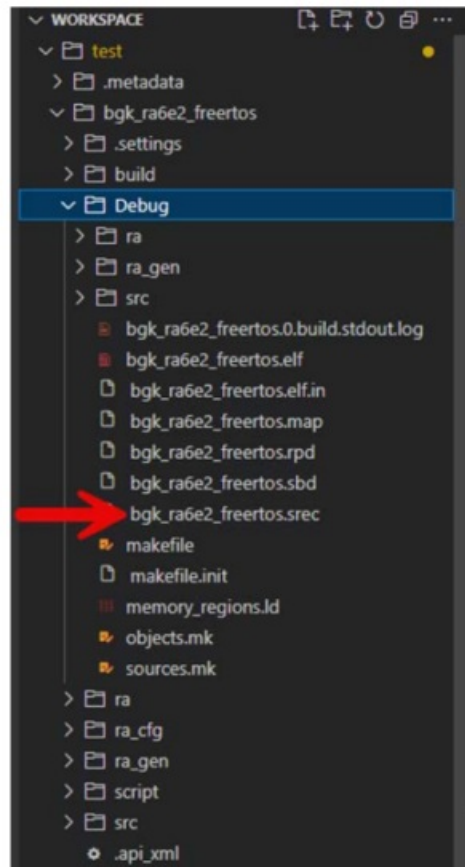 WORKSPACE
test
.metadata
bgk_ra6e2_freertos
.settings
build
Debug
ra
ra_gen
src
bgk_ra6e2_freertos.0.build.stdout.log
bgk_ra6e2_freertos.elf
bgk_ra6e2_freertos.elf.in
bgk_ra6e2_freertos.map
bgk_ra6e2_freertos.rpd
bgk_ra6e2_freertos.sbd
bgk_ra6e2_freertos.srec
makefile
makefile.init
memory_regions.ld
objects.mk
sources.mk
ra
ra_cfg
ra_gen
script
src
.api_xml